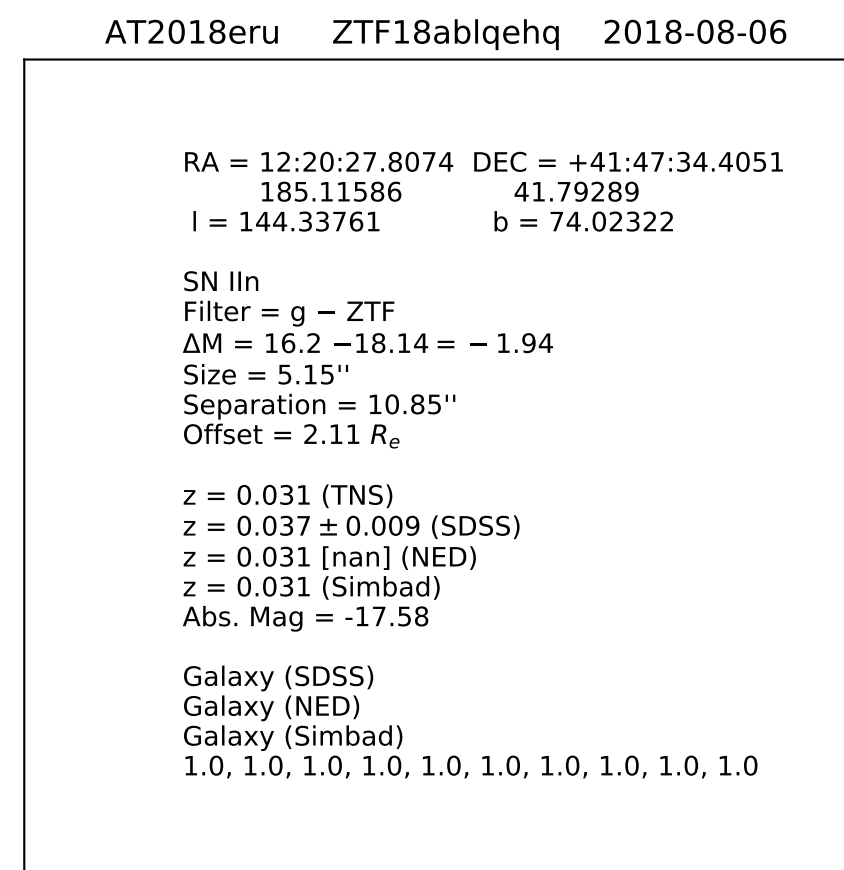 AT2018eru ZTF18ablqehq 2018-08-06
RA = 12:20:27.8074 DEC = +41:47:34.4051
185.11586 41.79289
l = 144.33761 b = 74.02322
SN IIn
Filter = g − ZTF
ΔM = 16.2 −18.14 = − 1.94
Size = 5.15''
Separation = 10.85''
Offset = 2.11 Re
z = 0.031 (TNS)
z = 0.037 ± 0.009 (SDSS)
z = 0.031 [nan] (NED)
z = 0.031 (Simbad)
Abs. Mag = -17.58
Galaxy (SDSS)
Galaxy (NED)
Galaxy (Simbad)
1.0, 1.0, 1.0, 1.0, 1.0, 1.0, 1.0, 1.0, 1.0, 1.0